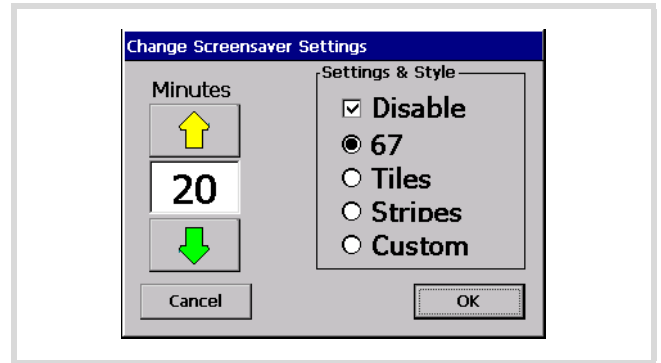 Change Screensaver Settings
Minutes
20
Cancel
Settings & Style
Disable
67
Tiles
Stripes
Custom
OK